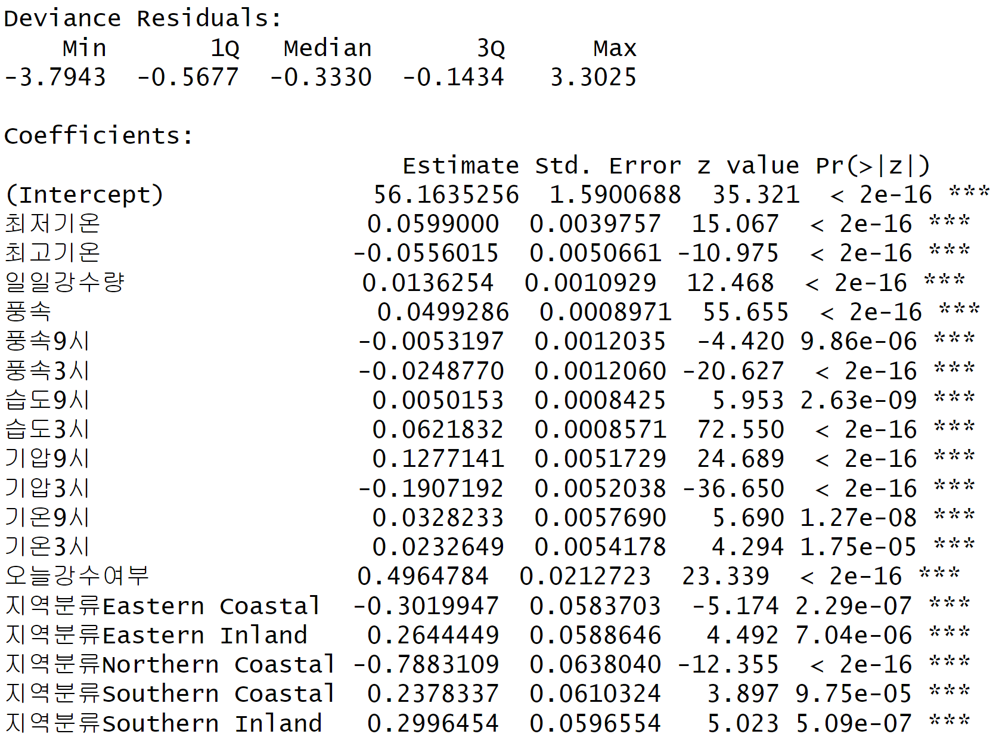 Deviance Residuals:
Min 1Q Median 3Q Max
-3.7943 -0.5677 -0.3330 -0.1434 3.3025
Coefficients:
Estimate Std. Error z value Pr(>|z|)
(Intercept) 56.1635256 1.5900688 35.321 < 2e-16 ***
최저기온 0.0599000 0.0039757 15.067 < 2e-16 ***
최고기온 -0.0556015 0.0050661 -10.975 < 2e-16 ***
일일강수량 0.0136254 0.0010929 12.468 < 2e-16 ***
풍속 0.0499286 0.0008971 55.655 < 2e-16 ***
풍속9시 -0.0053197 0.0012035 -4.420 9.86e-06 ***
풍속3시 -0.0248770 0.0012060 -20.627 < 2e-16 ***
습도9시 0.0050153 0.0008425 5.953 2.63e-09 ***
습도3시 0.0621832 0.0008571 72.550 < 2e-16 ***
기압9시 0.1277141 0.0051729 24.689 < 2e-16 ***
기압3시 -0.1907192 0.0052038 -36.650 < 2e-16 ***
기온9시 0.0328233 0.0057690 5.690 1.27e-08 ***
기온3시 0.0232649 0.0054178 4.294 1.75e-05 ***
오늘강수여부 0.4964784 0.0212723 23.339 < 2e-16 ***
지역분류Eastern Coastal -0.3019947 0.0583703 -5.174 2.29e-07 ***
지역분류Eastern Inland 0.2644449 0.0588646 4.492 7.04e-06 ***
지역분류Northern Coastal -0.7883109 0.0638040 -12.355 < 2e-16 ***
지역분류Southern Coastal 0.2378337 0.0610324 3.897 9.75e-05 ***
지역분류Southern Inland 0.2996454 0.0596554 5.023 5.09e-07 ***